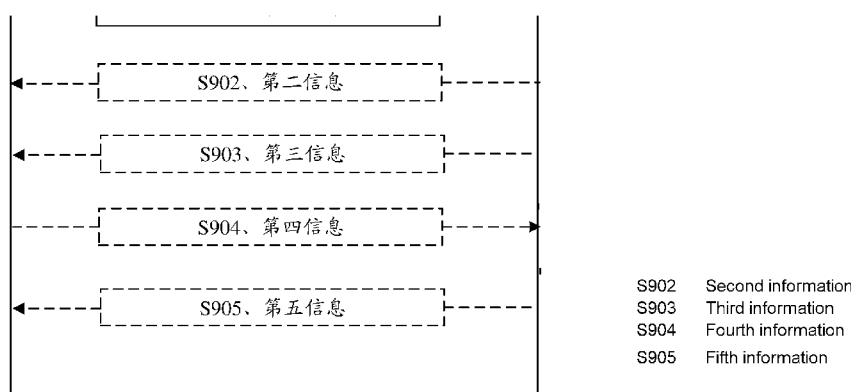 S902、第二信息
S903、第三信息
S904、第四信息
S905、第五信息
S902 Second information
S903 Third information
S904 Fourth information
S905 Fifth information